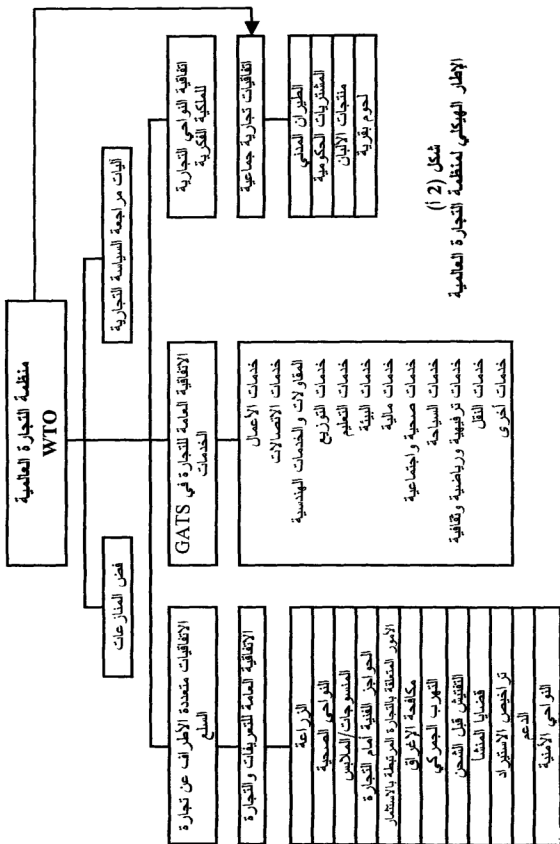 منظمة التجارة العالمية
WTO
فض المنازعات
آليات مراجعة السياسة التجارية
الاتفاقيات متعددة الأطراف عن تجارة
السلع
الاتفاقية العامة للتجارة في GATS
الخدمات
اتفاقية النواحي التجارية
للملكية الفكرية
الاتفاقية العامة للتعريفات والتجارة
اتفاقيات تجارية جماعية
الزراعة
النواحي الصحية
المنسوجات/الملابس
الحواجز الفنية أمام التجارة
الأمور المتعلقة بالتجارة المرتبطة بالاستثمار
مكافحة الإغراق
التهرب الجمركي
التفتيش قبل الشحن
قضايا المنشأ
تراخيص الاستيراد
الدعم
النواحي الأمنية
خدمات الأعمال
خدمات الاتصالات
المقاولات والخدمات الهندسية
خدمات التوزيع
خدمات التعليم
خدمات البيئة
خدمات مالية
خدمات صحية واجتماعية
خدمات السياحة
خدمات ترفيهية ورياضية وثقافية
خدمات النقل
خدمات أخرى
الطيران المدني
المشتريات الحكومية
منتجات الألبان
لحوم بقرية
شكل (2 أ)
الإطار الهيكلي لمنظمة التجارة العالمية